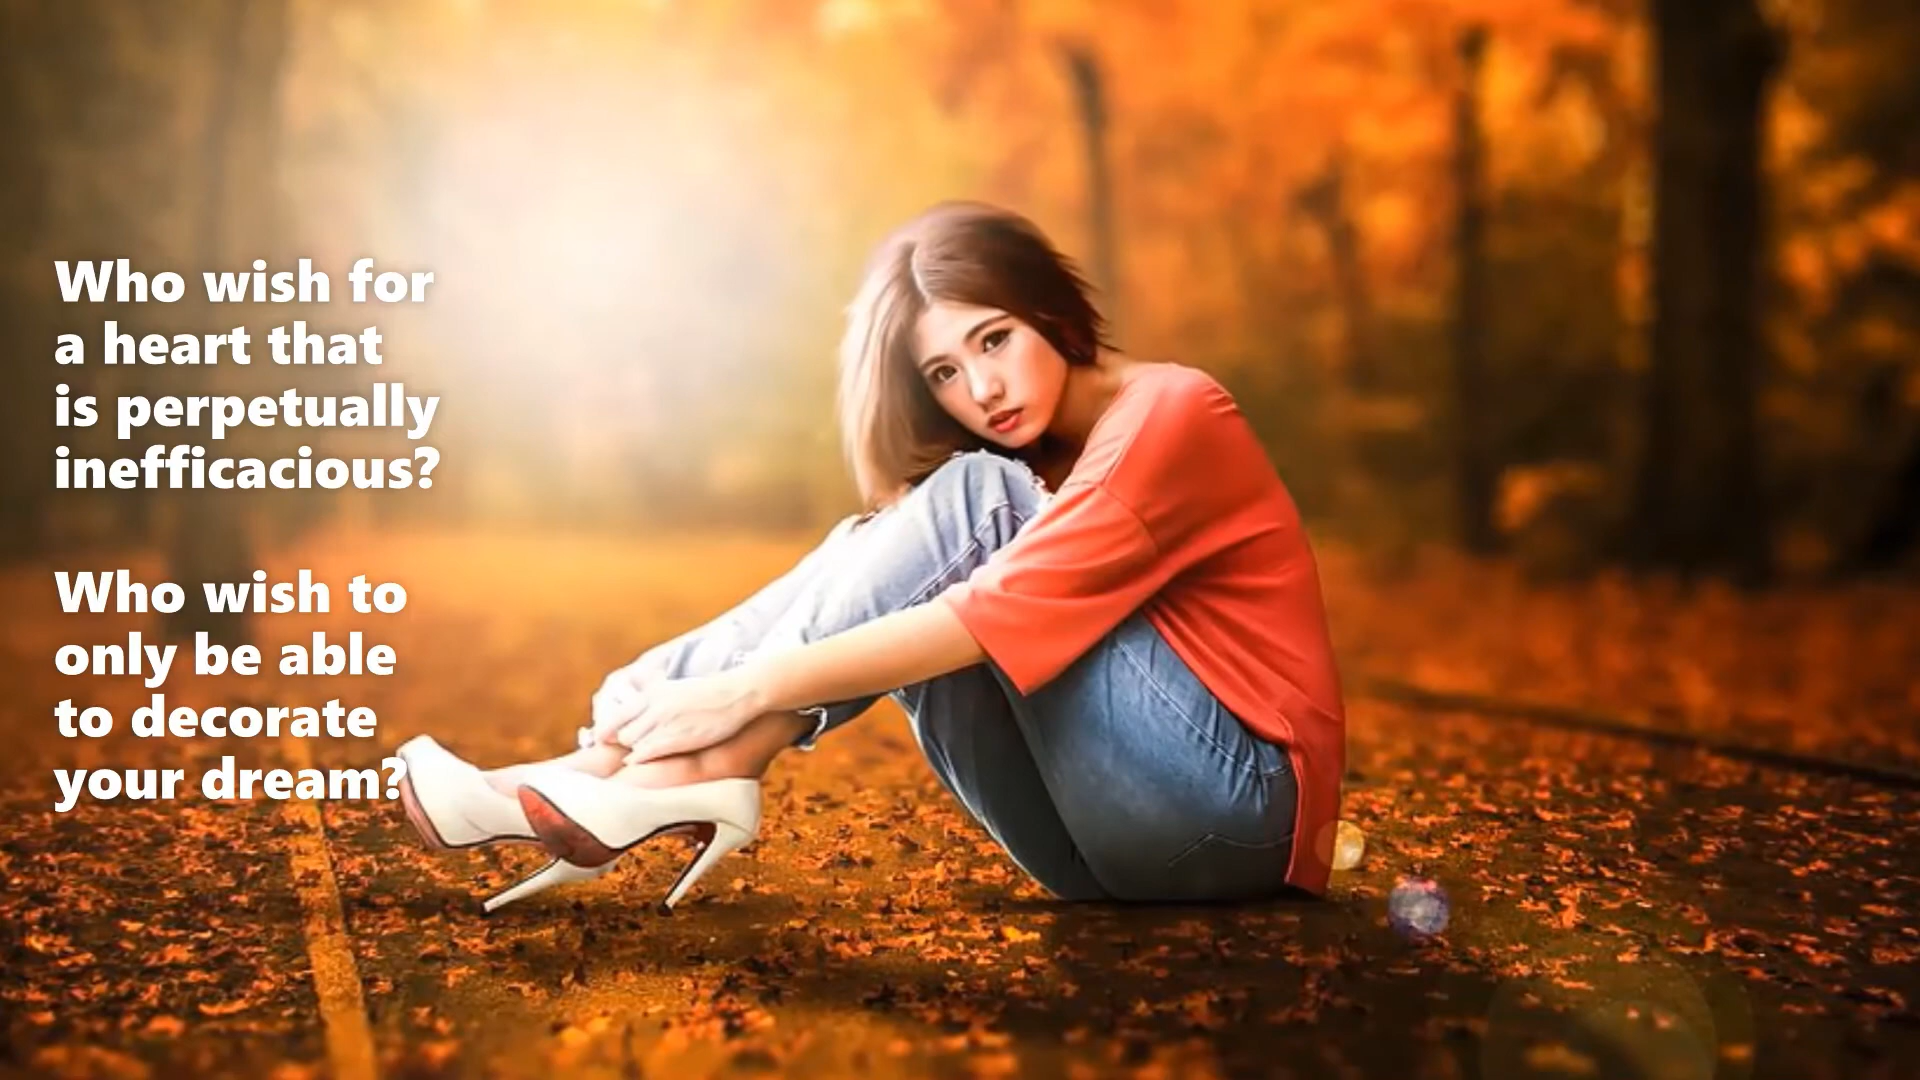 Who wish for
a heart that
is perpetually
inefficacious?
Who wish to
only be able
to decorate
your dream?